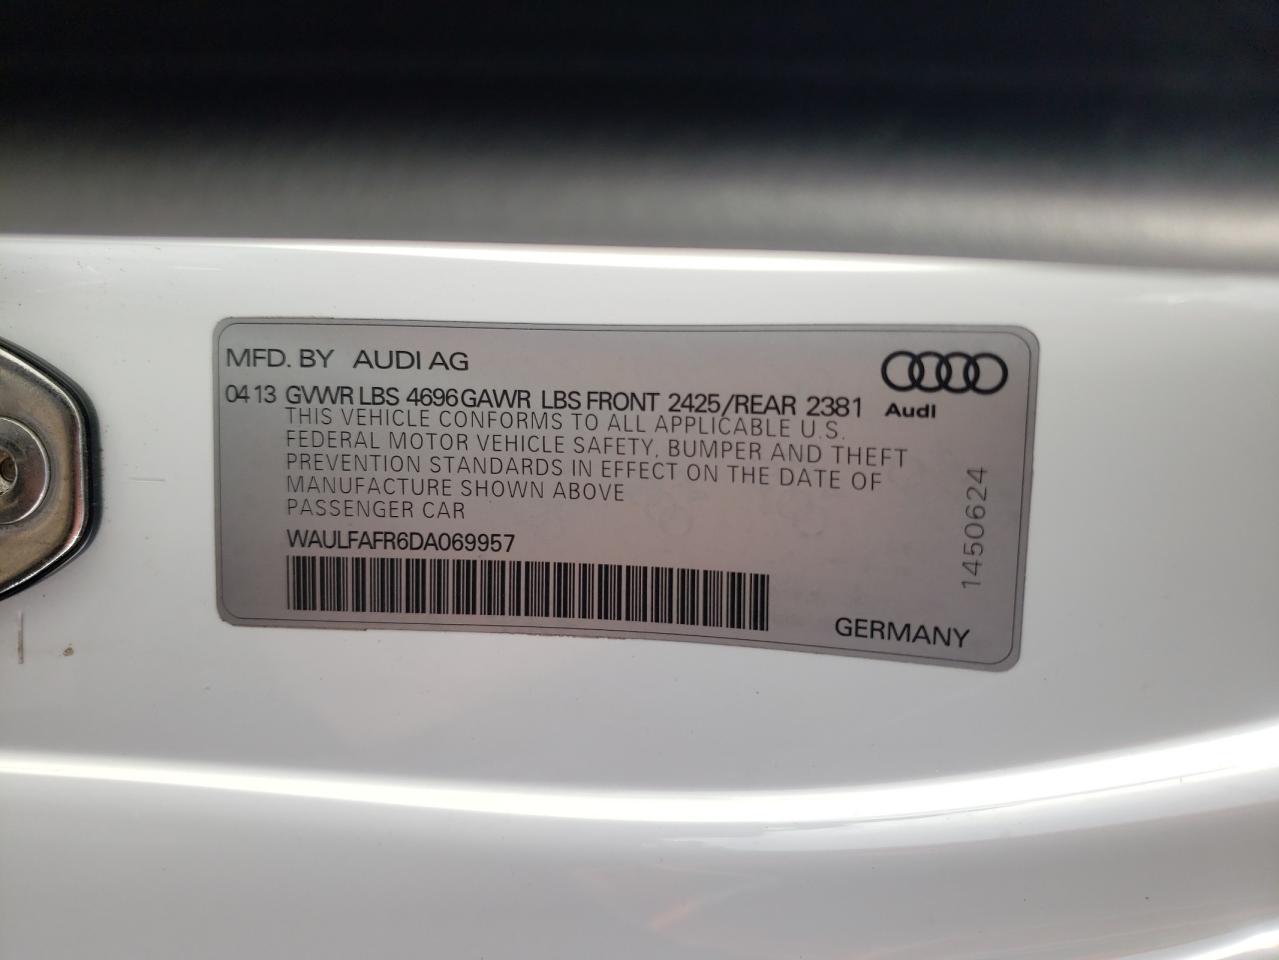 MFD. BY AUDI AG
04 13 GVWR LBS 4696 GAWR LBS FRONT 2425/REAR 2381
Audi
THIS VEHICLE CONFORMS TO ALL APPLICABLE U.S.
FEDERAL MOTOR VEHICLE SAFETY, BUMPER AND THEFT
PREVENTION STANDARDS IN EFFECT ON THE DATE OF
MANUFACTURE SHOWN ABOVE
PASSENGER CAR
WAULFAFR6DA069957
1450624
GERMANY